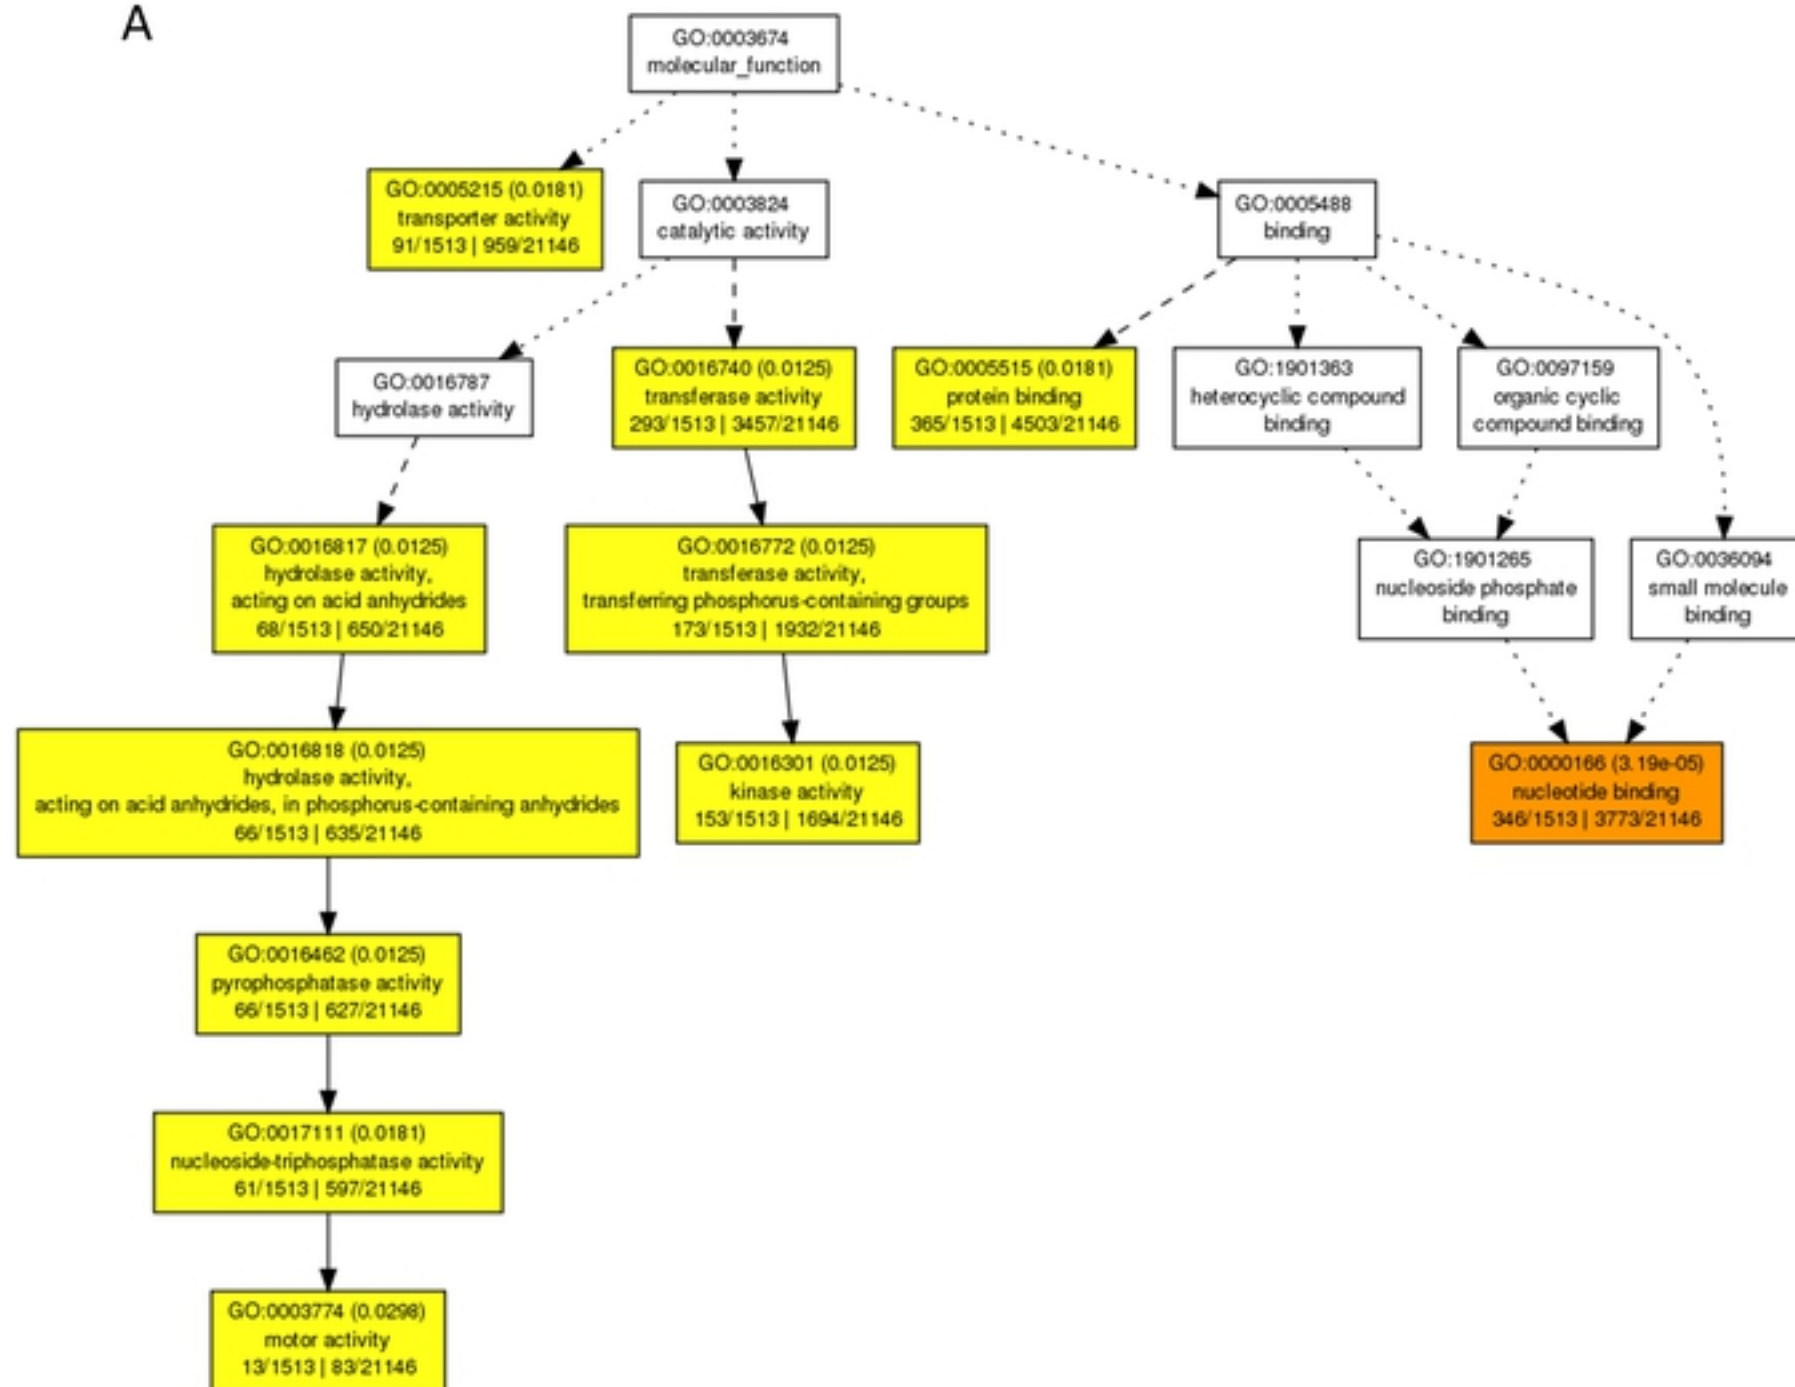 A
GO:0003674
molecular_function
GO:0005215 (0.0181)
transporter activity
91/1513 | 959/21146
GO:0003824
catalytic activity
GO:0005488
binding
GO:0016787
hydrolase activity
GO:0016740 (0.0125)
transferase activity
293/1513 | 3457/21146
GO:0005515 (0.0181)
protein binding
365/1513 | 4503/21146
GO:1901363
heterocyclic compound
binding
GO:0097159
organic cyclic
compound binding
GO:0016817 (0.0125)
hydrolase activity,
acting on acid anhydrides
68/1513 | 650/21146
GO:0016772 (0.0125)
transferase activity,
transferring phosphorus-containing groups
173/1513 | 1932/21146
GO:1901265
nucleoside phosphate
binding
GO:0036094
small molecule
binding
GO:0016818 (0.0125)
hydrolase activity,
acting on acid anhydrides, in phosphorus-containing anhydrides
66/1513 | 635/21146
GO:0016301 (0.0125)
kinase activity
153/1513 | 1694/21146
GO:0000166 (3.19e-05)
nucleotide binding
346/1513 | 3773/21146
GO:0016462 (0.0125)
pyrophosphatase activity
66/1513 | 627/21146
GO:0017111 (0.0181)
nucleoside-triphosphatase activity
61/1513 | 597/21146
GO:0003774 (0.0298)
motor activity
13/1513 | 83/21146